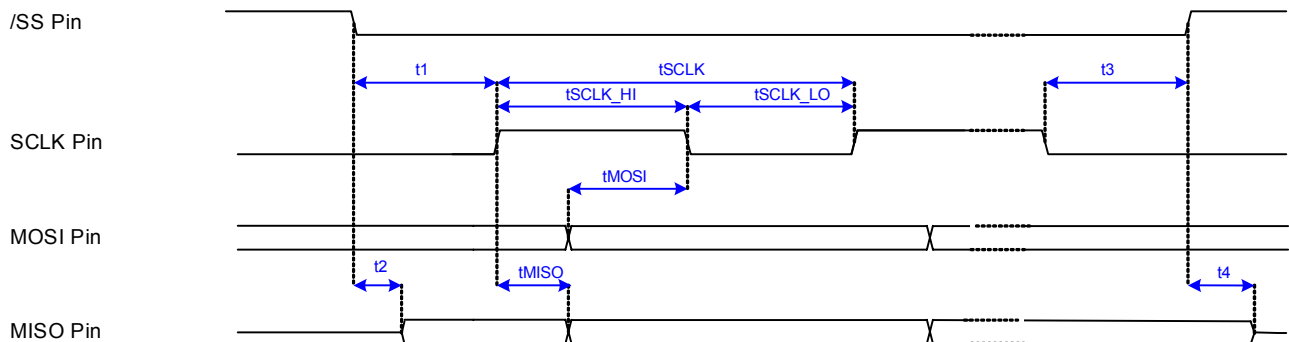 /SS Pin
t1
tSCLK
t3
tSCLK_HI
tSCLK_LO
SCLK Pin
tMOSI
MOSI Pin
t2
tMISO
t4
MISO Pin